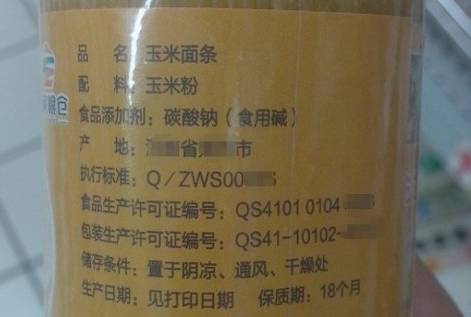 粮仓
品 名：玉米面条
配 料：玉米粉
食品添加剂：碳酸钠（食用碱）
产 地： 省 市
执行标准：Q／ZWS00
食品生产许可证编号：QS4101 0104
包装生产许可证编号：QS41-10102-
储存条件：置于阴凉、通风、干燥处
生产日期：见打印日期 保质期：18个月